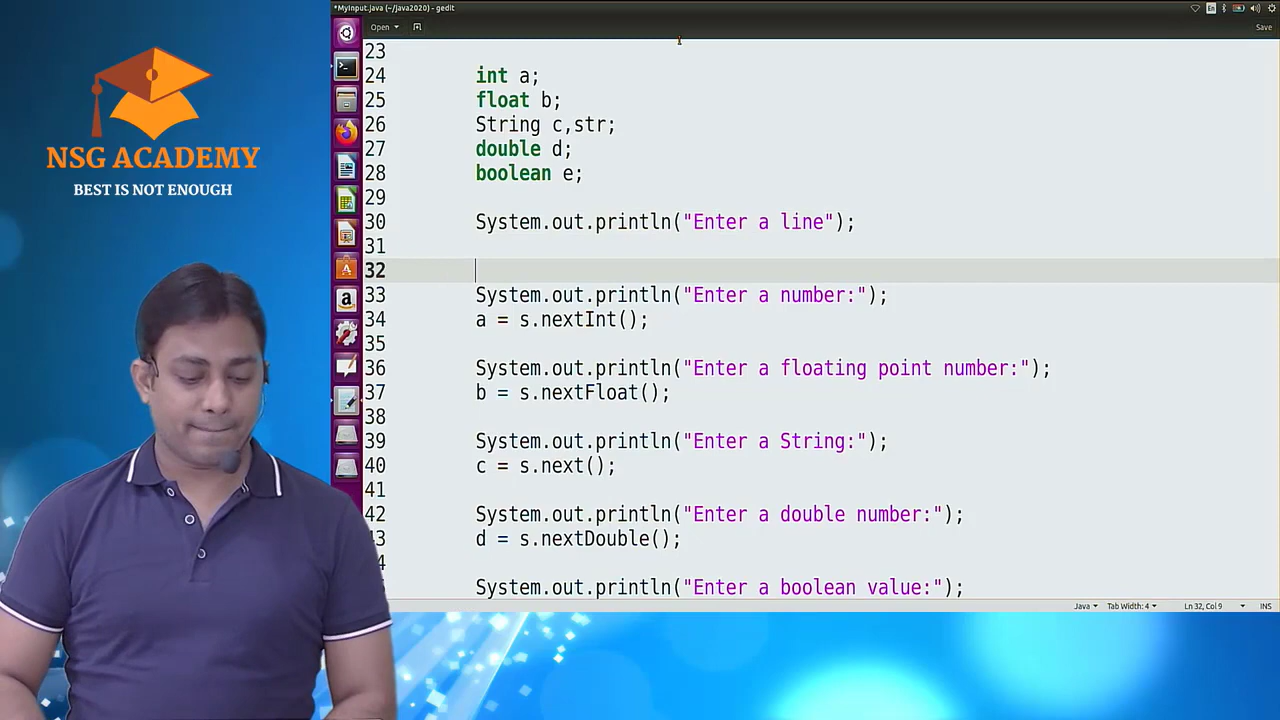 *MyInput.java (~/java2020) - gedit
En
Open
Save
NSG ACADEMY
BEST IS NOT ENOUGH
23
24 int a;
25 float b;
26 String c,str;
27 double d;
28 boolean e;
29
30 System.out.println("Enter a line");
31
32
33 System.out.println("Enter a number:");
34 a = s.nextInt();
35
36 System.out.println("Enter a floating point number:");
37 b = s.nextFloat();
38
39 System.out.println("Enter a String:");
40 c = s.next();
41
42 System.out.println("Enter a double number:");
43 d = s.nextDouble();
System.out.println("Enter a boolean value:");
Java Tab Width: 4 Ln 32, Col 9 INS